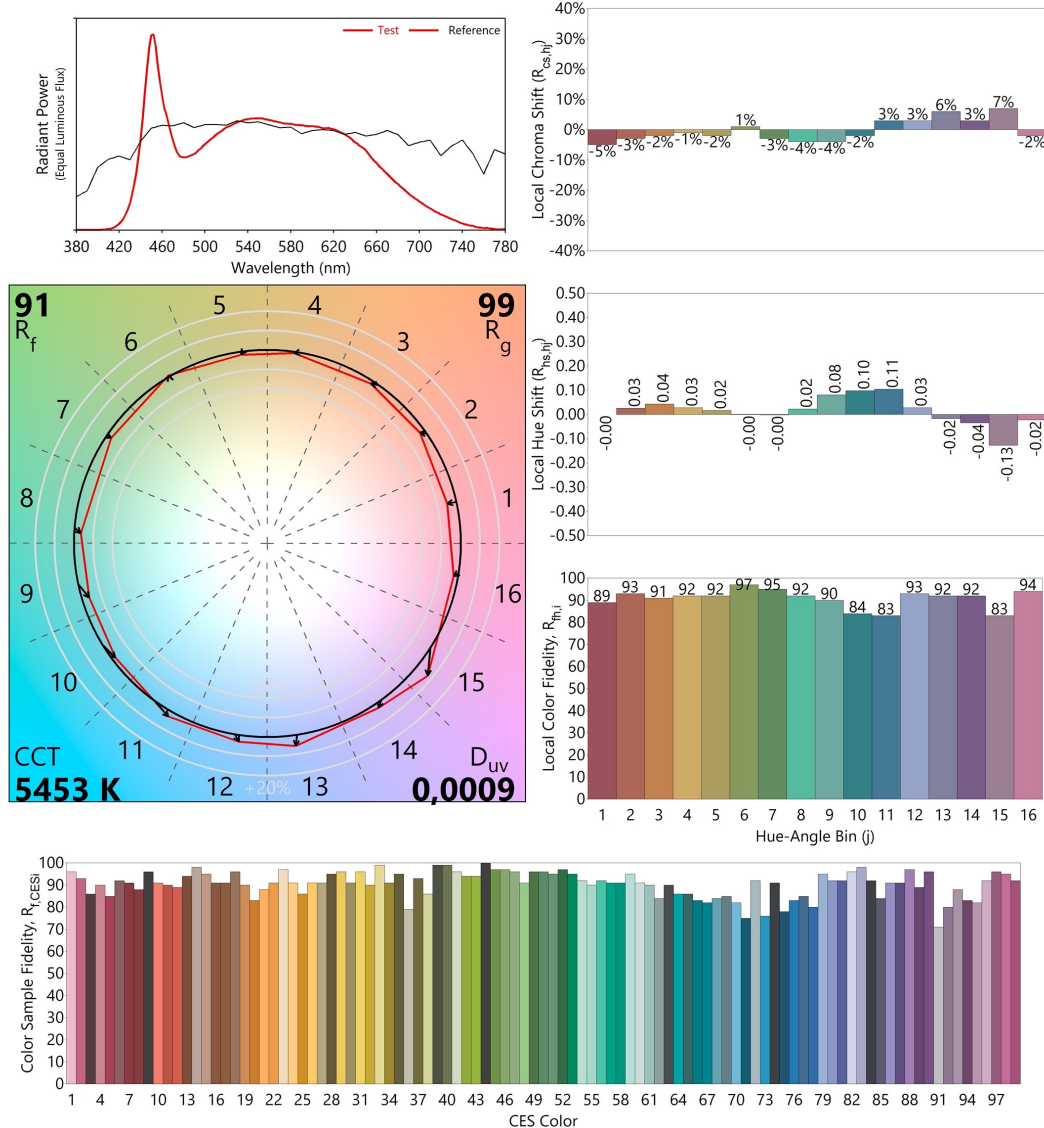 Test Reference
Radiant Power
(Equal Luminous Flux)
380 420 460 500 540 580 620 660 700 740 780
Wavelength (nm)
40%
30%
20%
10%
0%
-10%
-20%
-30%
-40%
Local Chroma Shift (Rcs,hj)
-5% -3% -2% -1% -2% 1% -3% -4% -4% -2% 3% 3% 6% 3% 7% -2%
91
Rf
99
Rg
5 4
6 3
7 2
8 1
9 16
10 15
11 14
12 +20% 13
CCT
5453 K
Duv
0,0009
0.50
0.40
0.30
0.20
0.10
0.00
-0.10
-0.20
-0.30
-0.40
-0.50
Local Hue Shift (Rhs,hj)
-0.00 0.03 0.04 0.03 0.02 -0.00 -0.00 0.02 0.08 0.10 0.11 0.03 -0.02 -0.04 -0.13 -0.02
100
90
80
70
60
50
40
30
20
10
0
Local Color Fidelity, Rfh,i
89 93 91 92 92 97 95 92 90 84 83 93 92 92 83 94
1 2 3 4 5 6 7 8 9 10 11 12 13 14 15 16
Hue-Angle Bin (j)
100
90
80
70
60
50
40
30
20
10
0
Color Sample Fidelity, Rf,CESi
1 4 7 10 13 16 19 22 25 28 31 34 37 40 43 46 49 52 55 58 61 64 67 70 73 76 79 82 85 88 91 94 97
CES Color